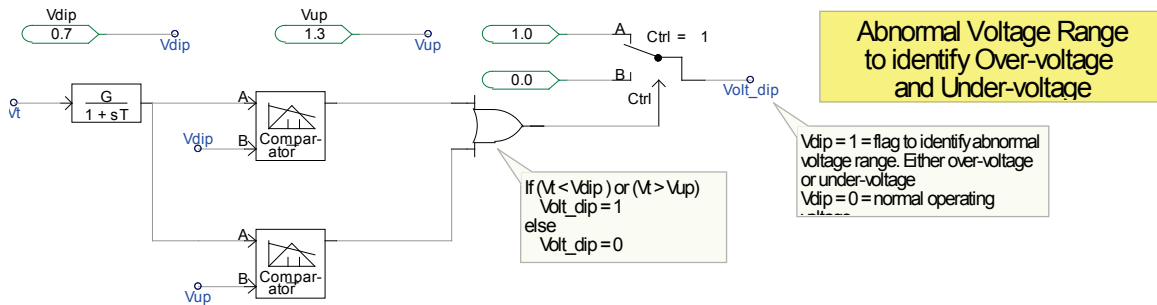 Vdip
0.7
Vdip
Vup
1.3
Vup
1.0
A
Ctrl = 1
0.0
B
Ctrl
Volt_dip
Abnormal Voltage Range
to identify Over-voltage
and Under-voltage
Vt
G
1 + sT
A
Vdip
B
Compar-
ator
Vdip = 1 = flag to identify abnormal
voltage range. Either over-voltage
or under-voltage
Vdip = 0 = normal operating
If (Vt < Vdip ) or (Vt > Vup)
Volt_dip = 1
else
Volt_dip = 0
A
Vup
B
Compar-
ator